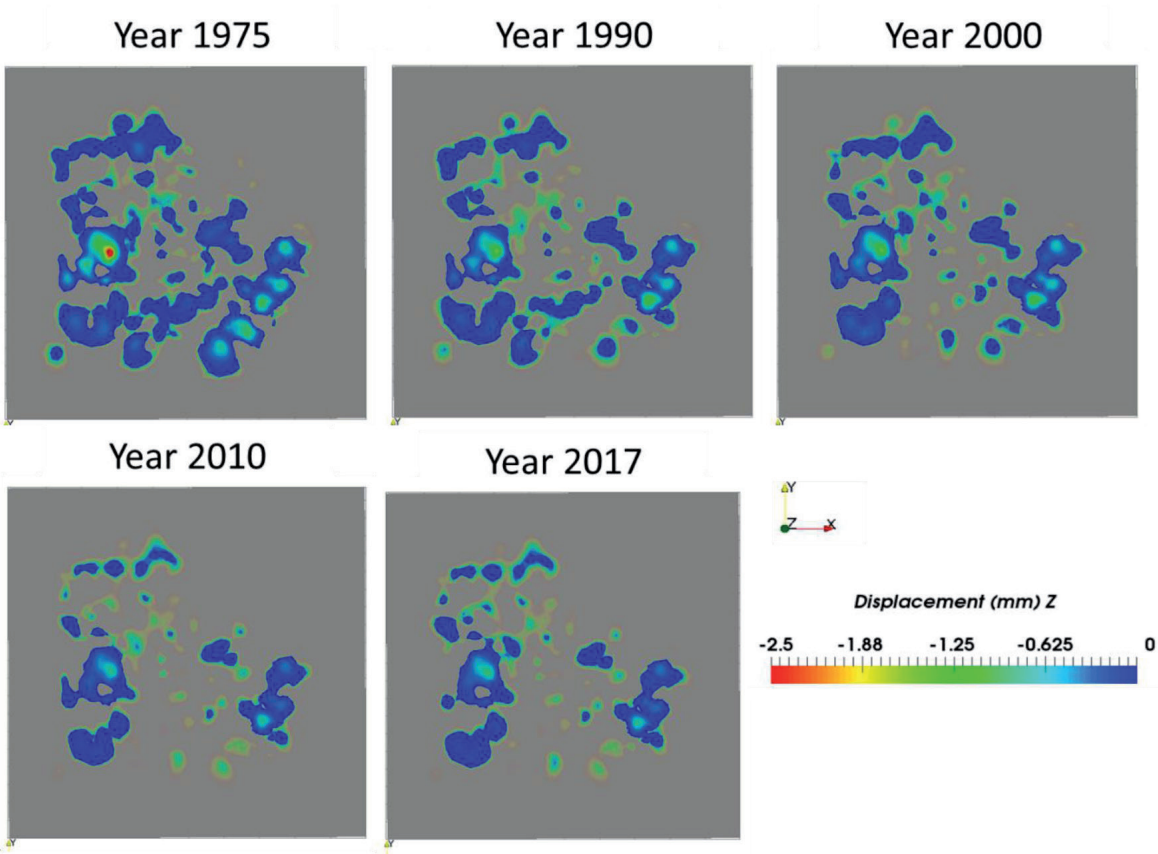 Year 1975
Year 1990
Year 2000
Year 2010
Year 2017
Y
Z X
Displacement (mm) Z
-2.5 -1.88 -1.25 -0.625 0